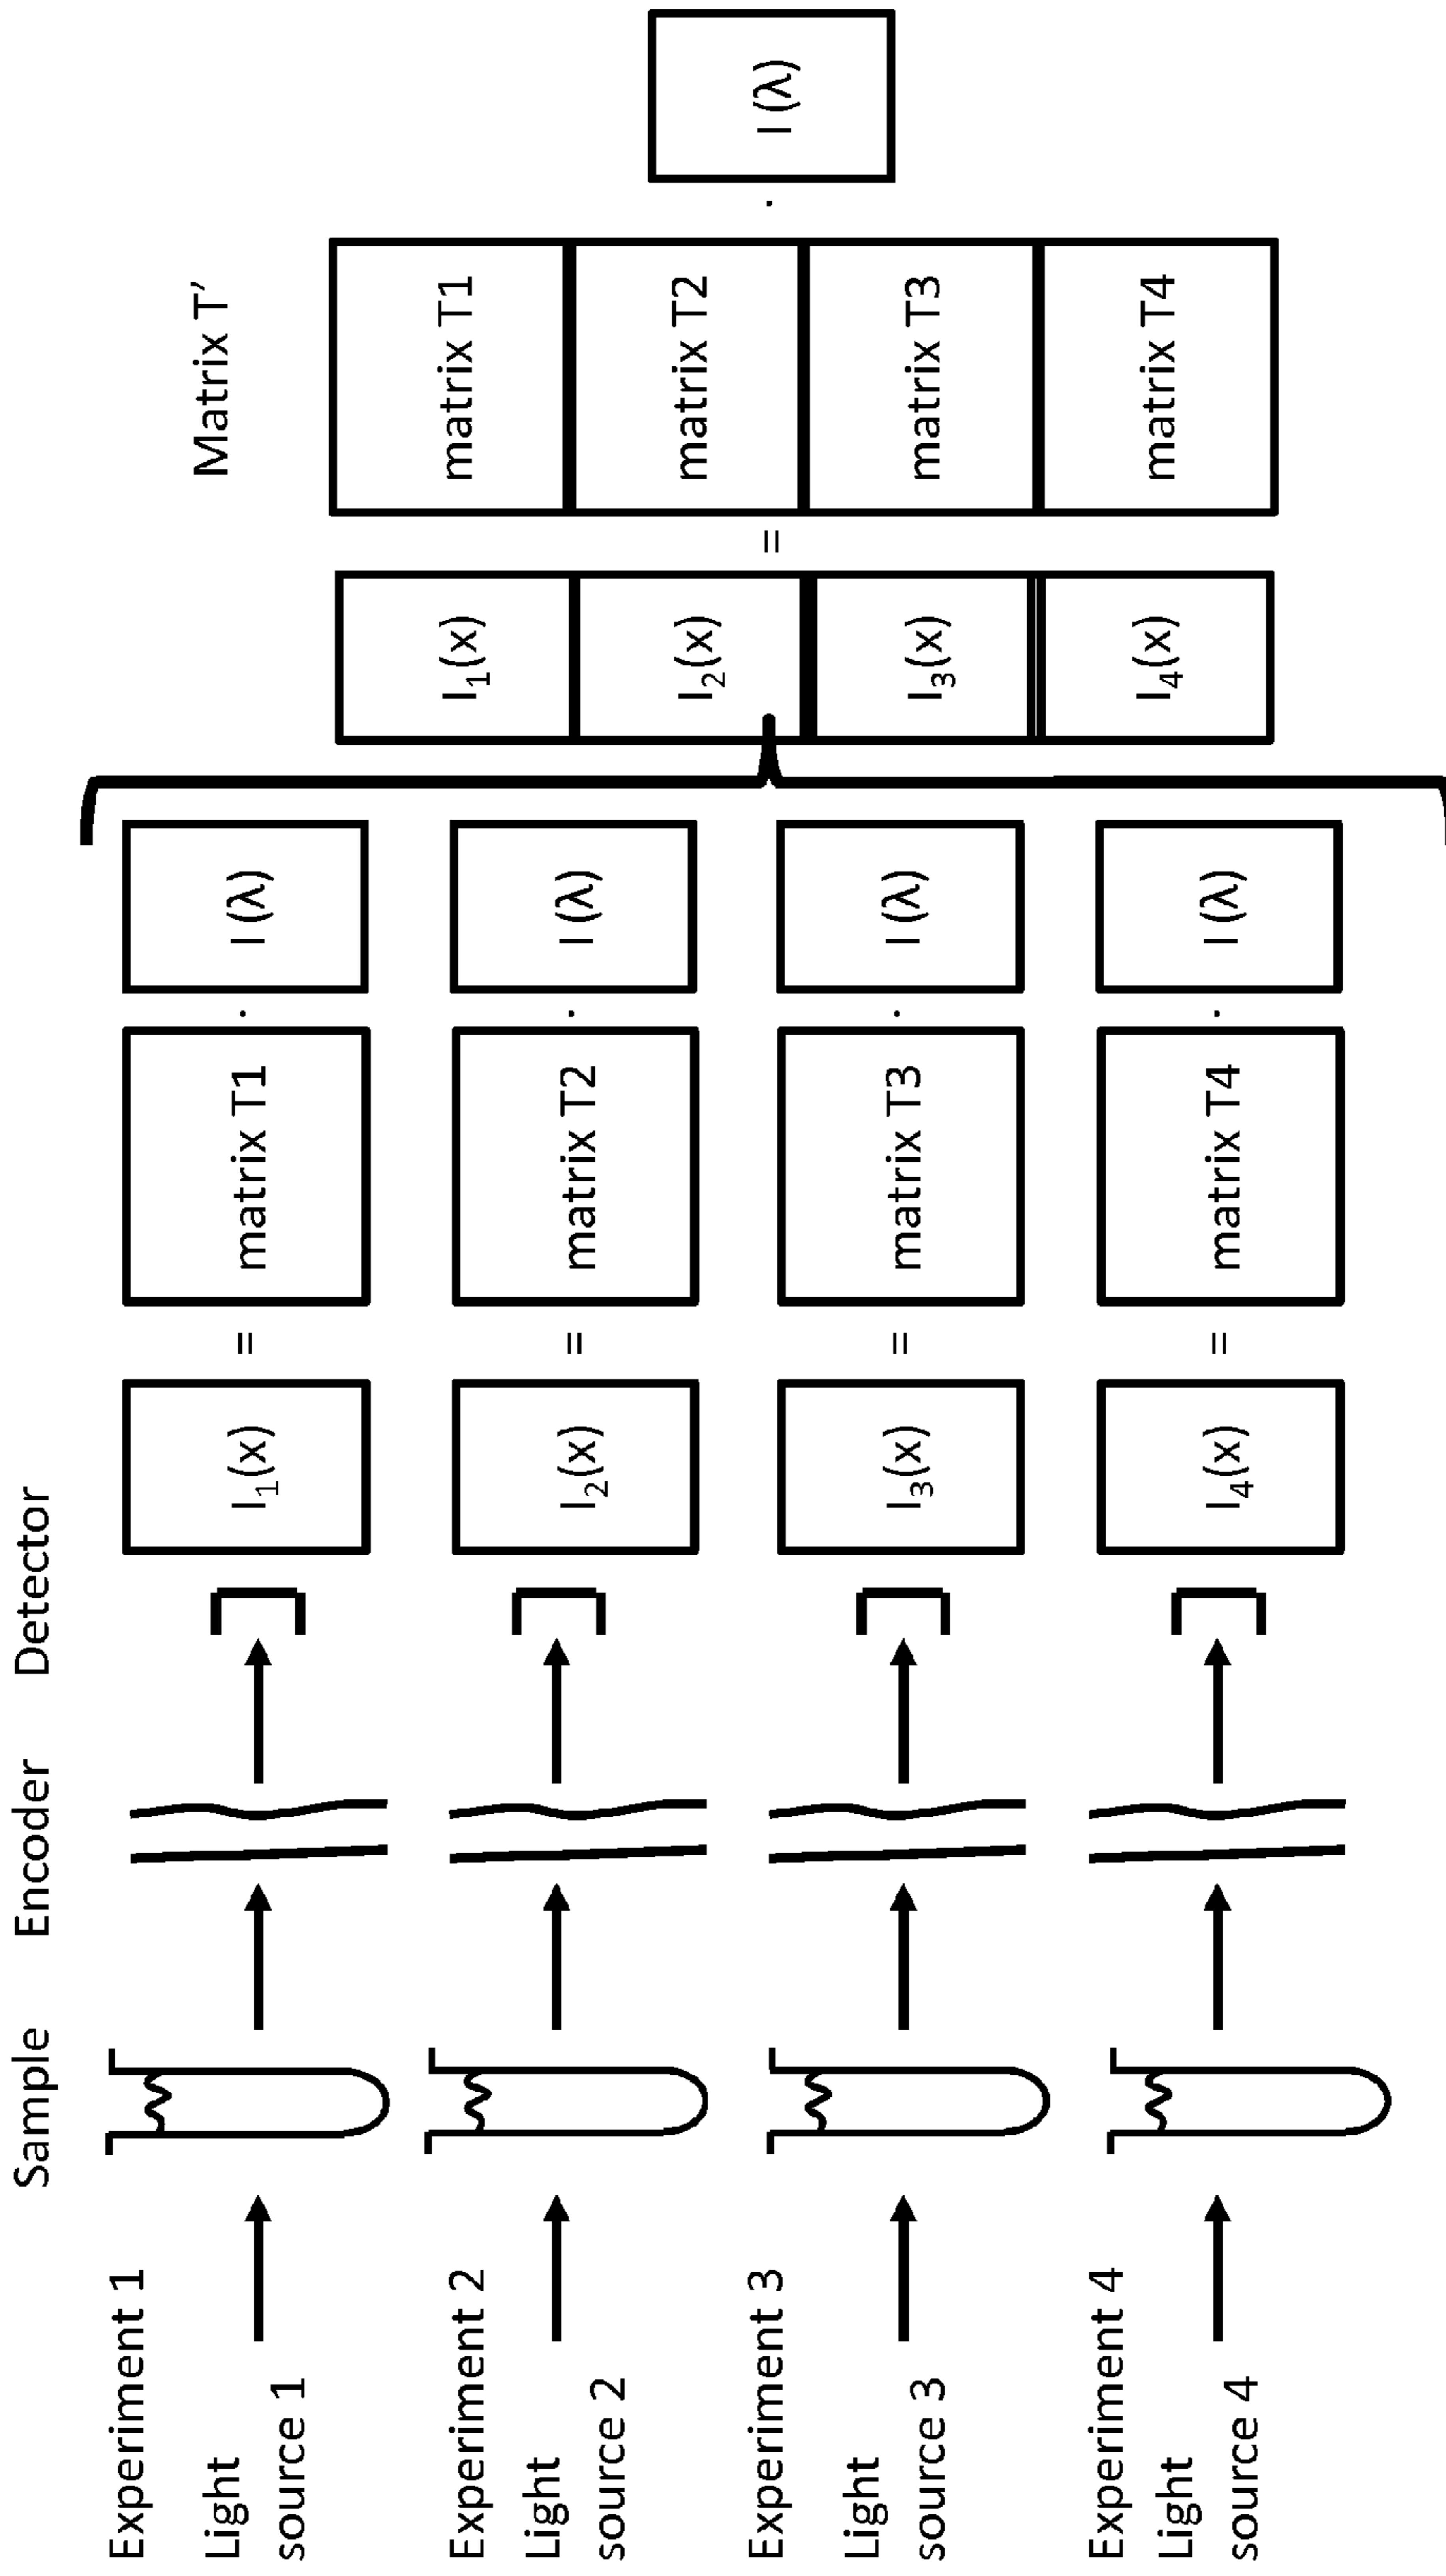 Sample Encoder Detector
Experiment 1
Light
source 1
I₁(x) = matrix T1 · I (λ)
Experiment 2
Light
source 2
I₂(x) = matrix T2 · I (λ)
Experiment 3
Light
source 3
I₃(x) = matrix T3 · I (λ)
Experiment 4
Light
source 4
I₄(x) = matrix T4 · I (λ)
Matrix T’
I₁(x) matrix T1
I₂(x) matrix T2
= · I (λ)
I₃(x) matrix T3
I₄(x) matrix T4